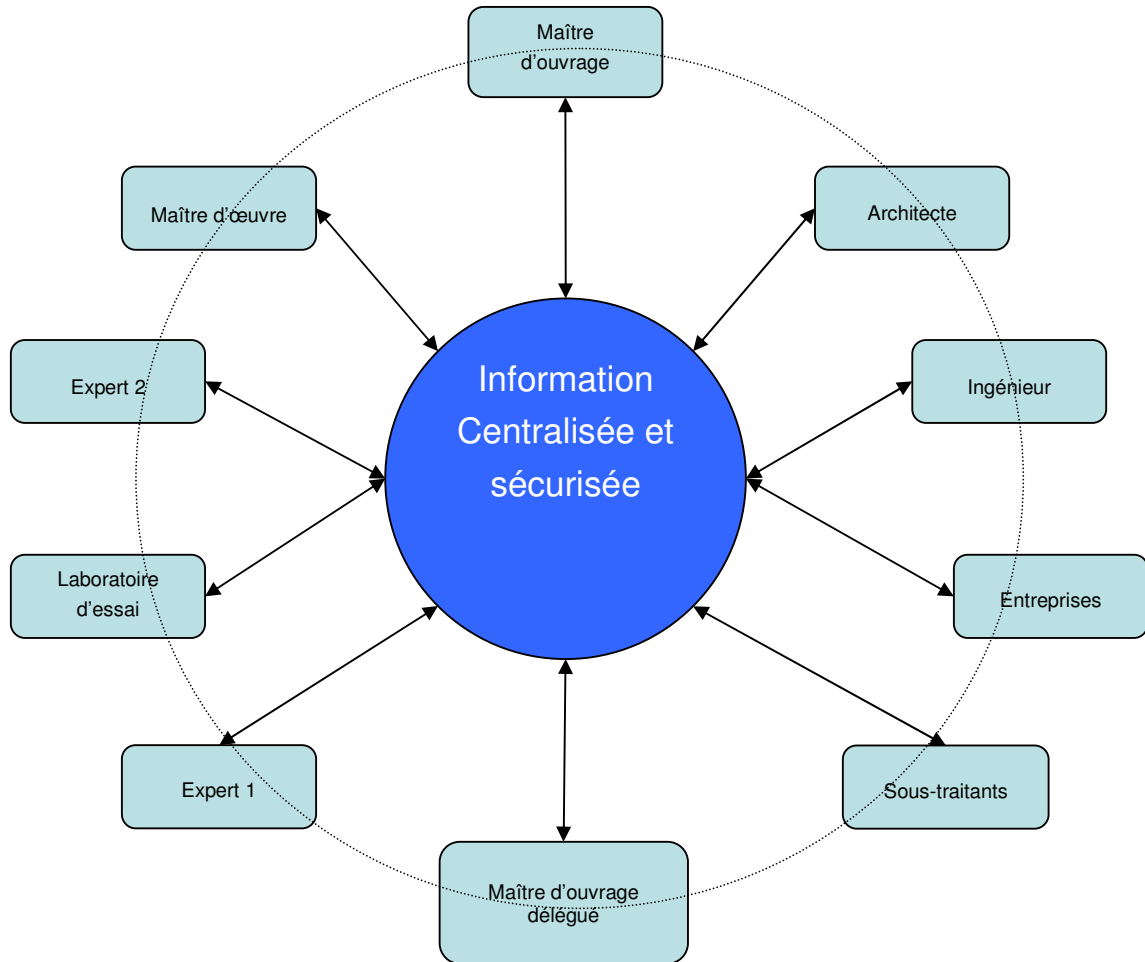 Maître
d'ouvrage
Maître d'œuvre
Architecte
Information
Centralisée et
sécurisée
Expert 2
Ingénieur
Laboratoire
d'essai
Entreprises
Expert 1
Sous-traitants
Maître d'ouvrage
délégué